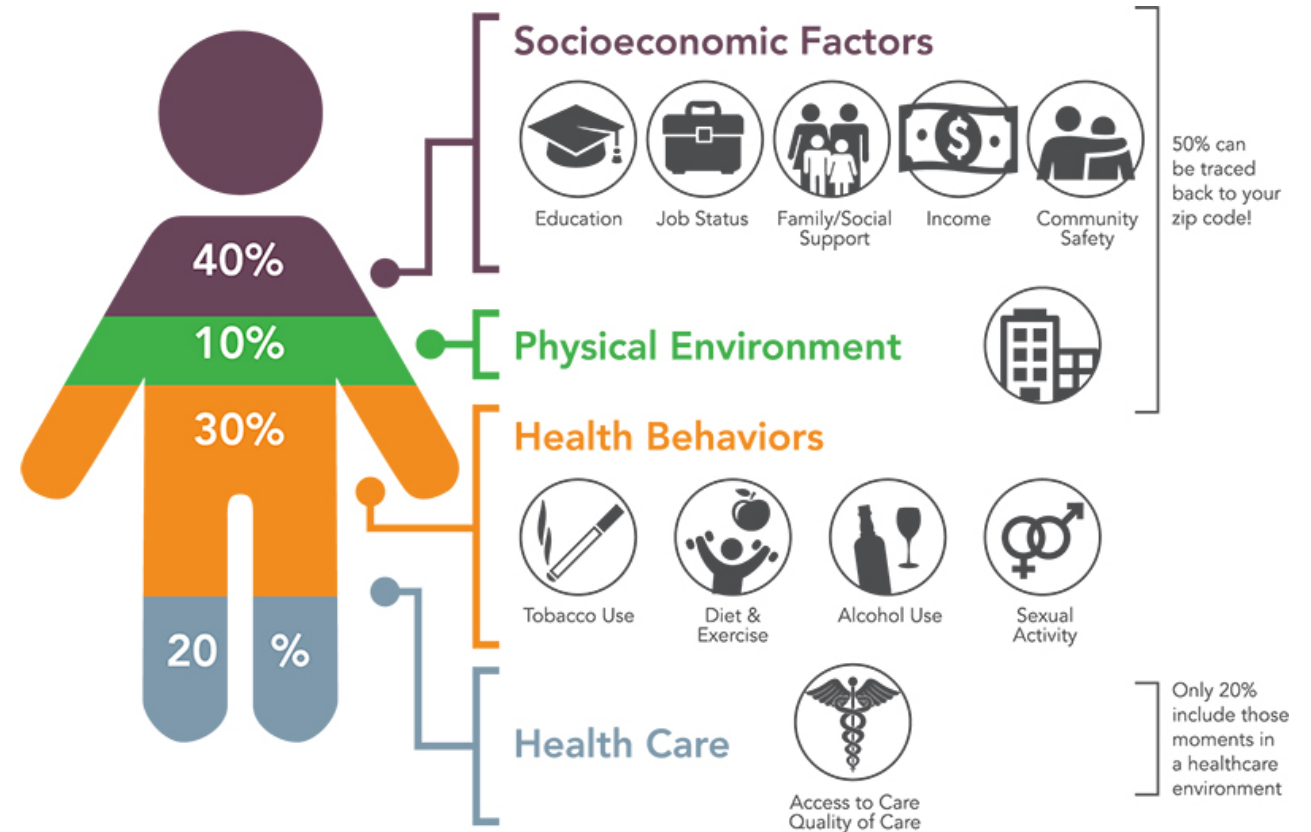 Socioeconomic Factors
Education
Job Status
Family/Social
Support
Income
Community
Safety
50% can
be traced
back to your
zip code!
40%
10%
Physical Environment
30%
Health Behaviors
Tobacco Use
Diet &
Exercise
Alcohol Use
Sexual
Activity
20 %
Health Care
Access to Care
Quality of Care
Only 20%
include those
moments in
a healthcare
environment